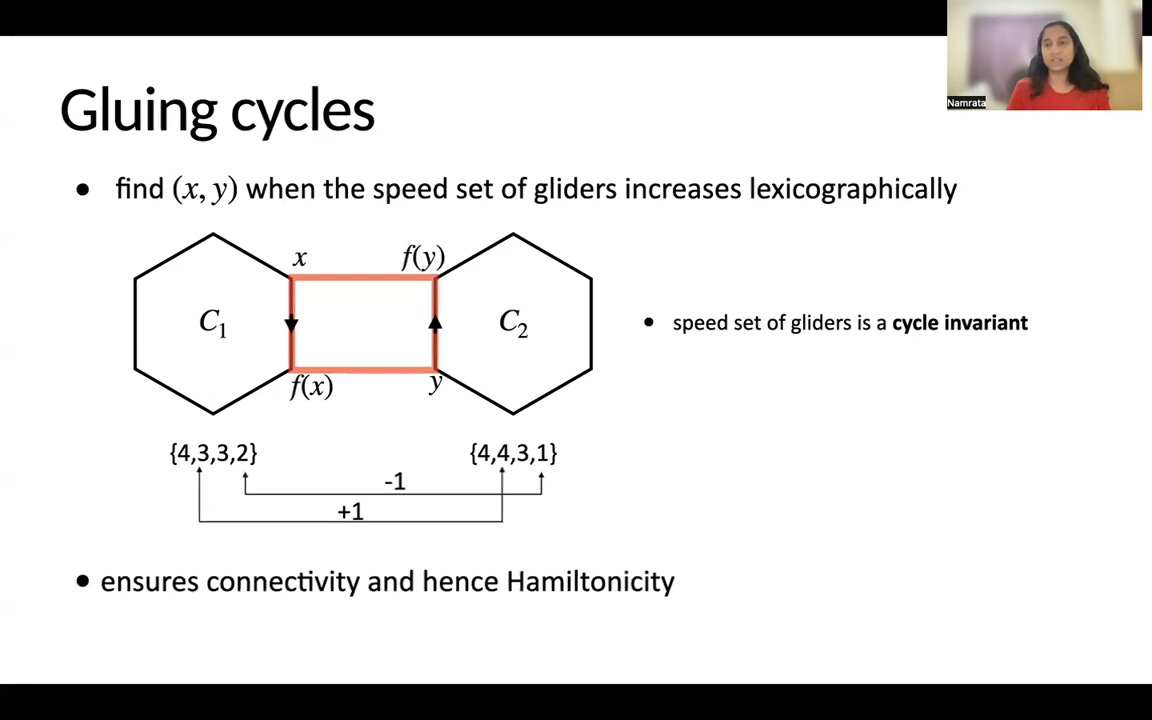 Namrata
Gluing cycles
• find (x, y) when the speed set of gliders increases lexicographically
x
f(y)
C₁
C₂
• speed set of gliders is a cycle invariant
f(x)
y
{4,3,3,2}
{4,4,3,1}
-1
+1
• ensures connectivity and hence Hamiltonicity